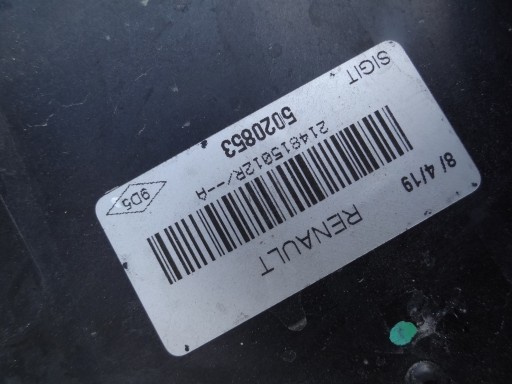 SIGIT
5020853
214815012R/--A
9D5
8/ 4/19
RENAULT